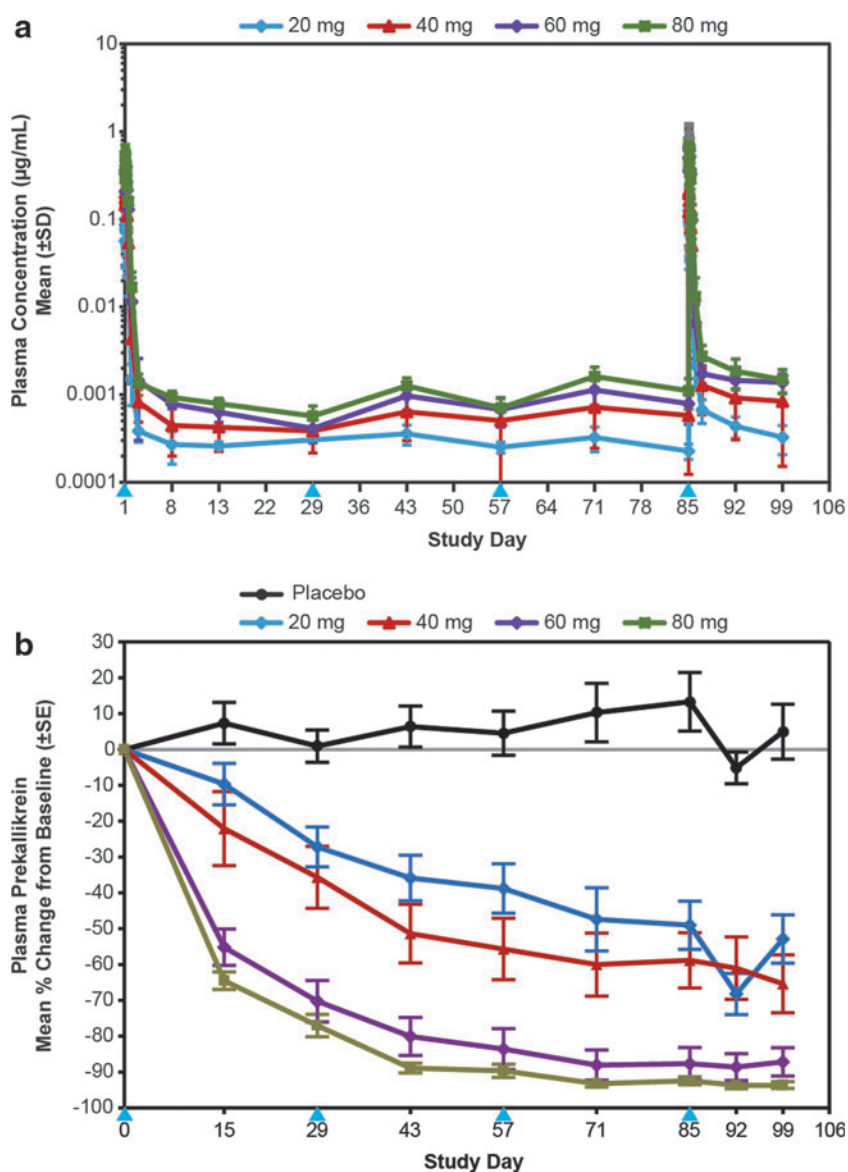 a
20 mg 40 mg 60 mg 80 mg
Plasma Concentration (µg/mL)
Mean (±SD)
10
1
0.1
0.01
0.001
0.0001
1 8 13 22 29 36 43 50 57 64 71 78 85 92 99 106
Study Day
b
Placebo
20 mg 40 mg 60 mg 80 mg
Plasma Prekallikrein
Mean % Change from Baseline (±SE)
30
20
10
0
-10
-20
-30
-40
-50
-60
-70
-80
-90
-100
0 15 29 43 57 71 85 92 99 106
Study Day